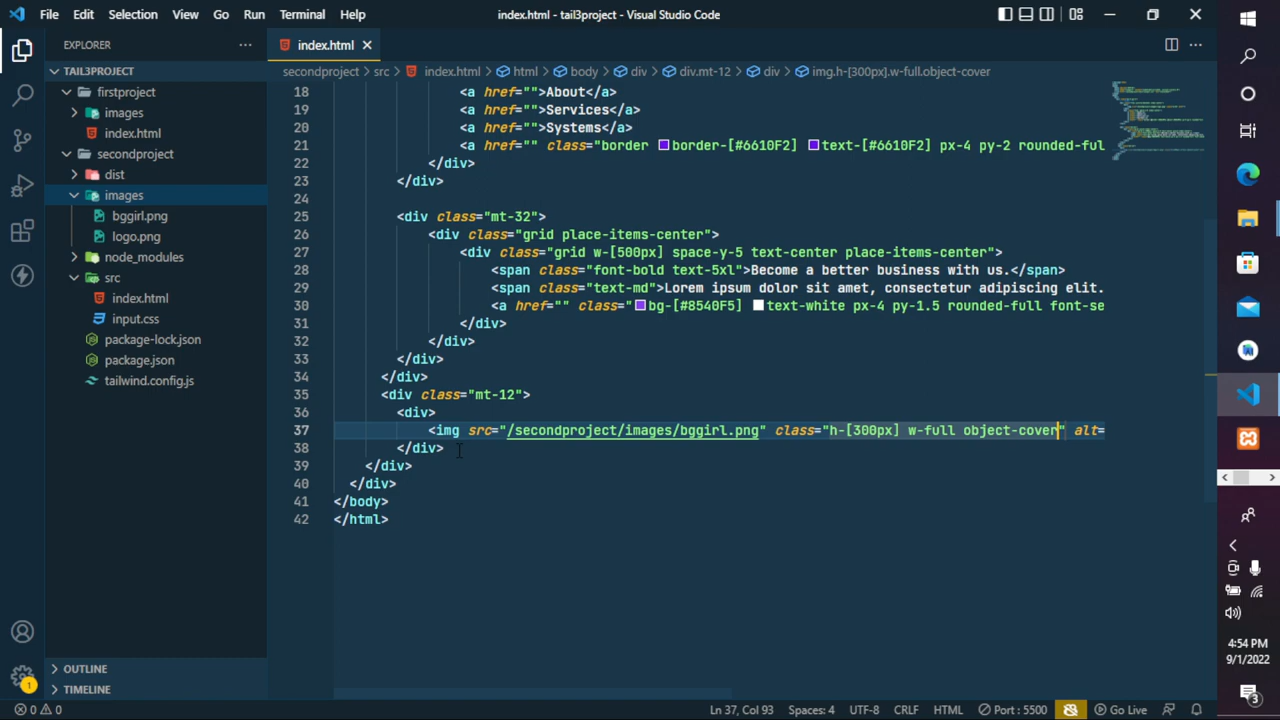 File Edit Selection View Go Run Terminal Help
index.html - tail3project - Visual Studio Code
EXPLORER
TAIL3PROJECT
firstproject
images
index.html
secondproject
dist
images
bggirl.png
logo.png
node_modules
src
index.html
input.css
package-lock.json
package.json
tailwind.config.js
OUTLINE
TIMELINE
index.html
secondproject > src > index.html > html > body > div > div.mt-12 > div > img.h-[300px].w-full.object-cover
18 <a href="">About</a>
19 <a href="">Services</a>
20 <a href="">Systems</a>
21 <a href="" class="border border-[#6610F2] text-[#6610F2] px-4 py-2 rounded-ful
22 </div>
23 </div>
24
25 <div class="mt-32">
26 <div class="grid place-items-center">
27 <div class="grid w-[500px] space-y-5 text-center place-items-center">
28 <span class="font-bold text-5xl">Become a better business with us.</span>
29 <span class="text-md">Lorem ipsum dolor sit amet, consectetur adipiscing elit.
30 <a href="" class="bg-[#8540F5] text-white px-4 py-1.5 rounded-full font-se
31 </div>
32 </div>
33 </div>
34 </div>
35 <div class="mt-12">
36 <div>
37 <img src="/secondproject/images/bggirl.png" class="h-[300px] w-full object-cover" alt=
38 </div>
39 </div>
40 </div>
41 </body>
42 </html>
1
0 0
Ln 37, Col 93 Spaces: 4 UTF-8 CRLF HTML Port : 5500 Go Live
4:54 PM
9/1/2022
3